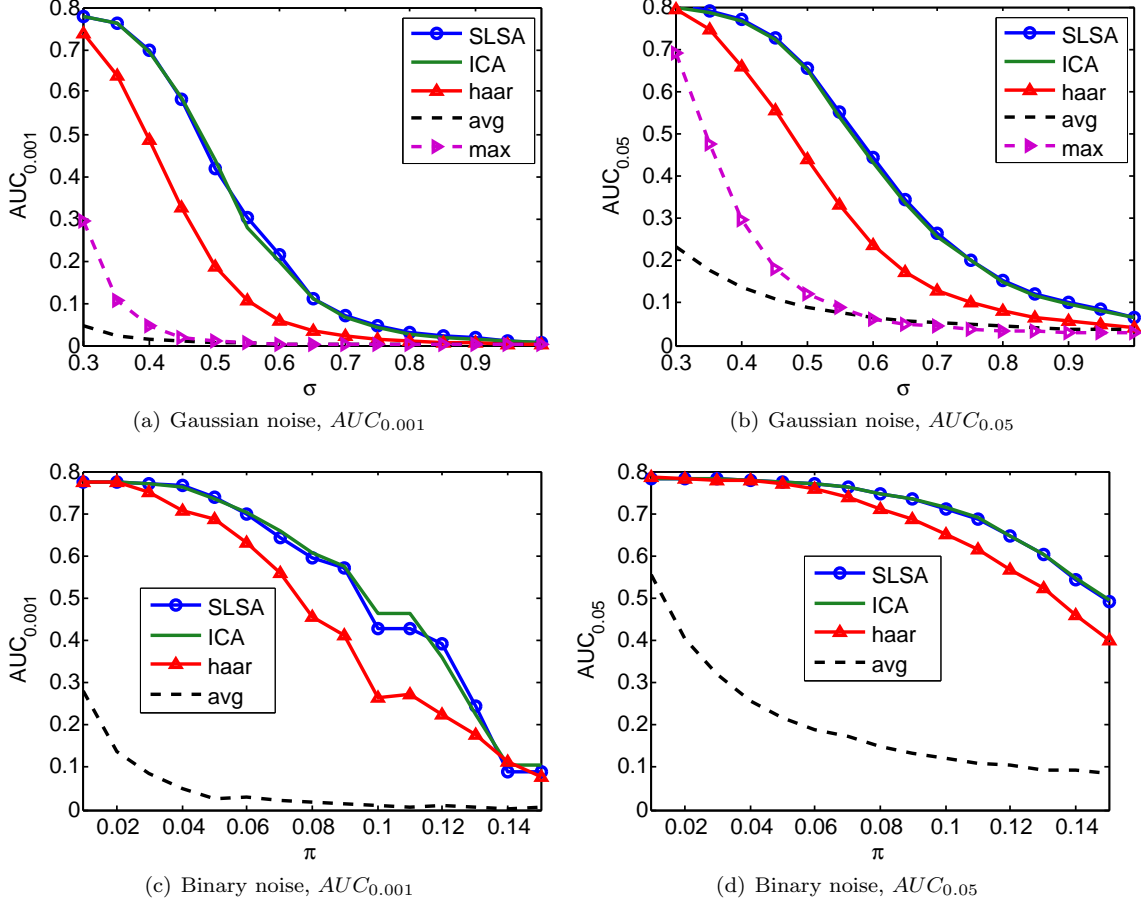 0.8
0.7
0.6
0.5
0.4
0.3
0.2
0.1
0
AUC0.001
0.3 0.4 0.5 0.6 0.7 0.8 0.9
σ
SLSA
ICA
haar
avg
max
(a) Gaussian noise, AUC0.001
0.8
0.7
0.6
0.5
0.4
0.3
0.2
0.1
0
AUC0.05
0.3 0.4 0.5 0.6 0.7 0.8 0.9
σ
SLSA
ICA
haar
avg
max
(b) Gaussian noise, AUC0.05
0.8
0.7
0.6
0.5
0.4
0.3
0.2
0.1
0
AUC0.001
0.02 0.04 0.06 0.08 0.1 0.12 0.14
π
SLSA
ICA
haar
avg
(c) Binary noise, AUC0.001
0.8
0.7
0.6
0.5
0.4
0.3
0.2
0.1
0
AUC0.05
0.02 0.04 0.06 0.08 0.10 0.12 0.14
π
SLSA
ICA
haar
avg
(d) Binary noise, AUC0.05